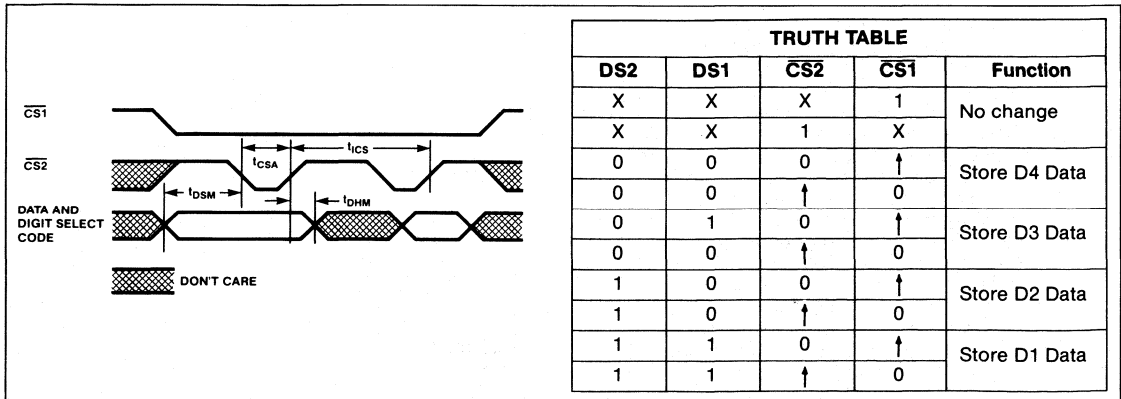 CS1
tCSA
tICS
CS2
tDSM
tDHM
DATA AND
DIGIT SELECT
CODE
DON'T CARE
TRUTH TABLE
DS2 DS1 CS2 CS1 Function
X X X 1 No change
X X 1 X
0 0 0 ↑ Store D4 Data
0 0 ↑ 0
0 1 0 ↑ Store D3 Data
0 0 ↑ 0
1 0 0 ↑ Store D2 Data
1 0 ↑ 0
1 1 0 ↑ Store D1 Data
1 1 ↑ 0